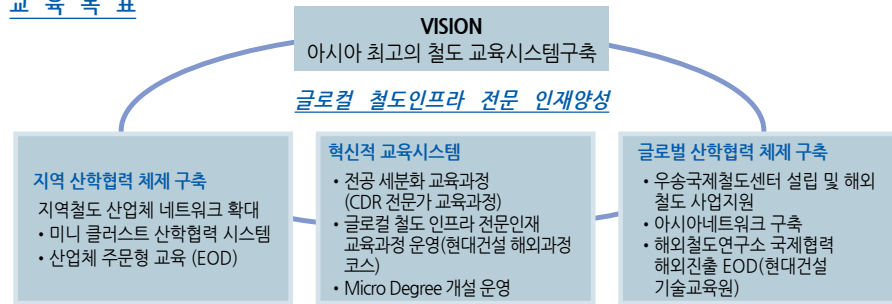 교 육 목 표
VISION
아시아 최고의 철도 교육시스템구축
글로컬 철도인프라 전문 인재양성
지역 산학협력 체제 구축
지역철도 산업체 네트워크 확대
• 미니 클러스트 산학협력 시스템
• 산업체 주문형 교육 (EOD)
혁신적 교육시스템
• 전공 세분화 교육과정
(CDR 전문가 교육과정)
• 글로컬 철도 인프라 전문인재
교육과정 운영(현대건설 해외과정
코스)
• Micro Degree 개설 운영
글로벌 산학협력 체제 구축
• 우송국제철도센터 설립 및 해외
철도 사업지원
• 아시아네트워크 구축
• 해외철도연구소 국제협력
해외진출 EOD(현대건설
기술교육원)